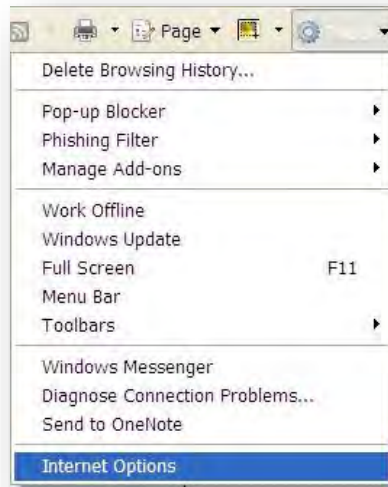 Page
Delete Browsing History...
Pop-up Blocker
Phishing Filter
Manage Add-ons
Work Offline
Windows Update
Full Screen F11
Menu Bar
Toolbars
Windows Messenger
Diagnose Connection Problems...
Send to OneNote
Internet Options